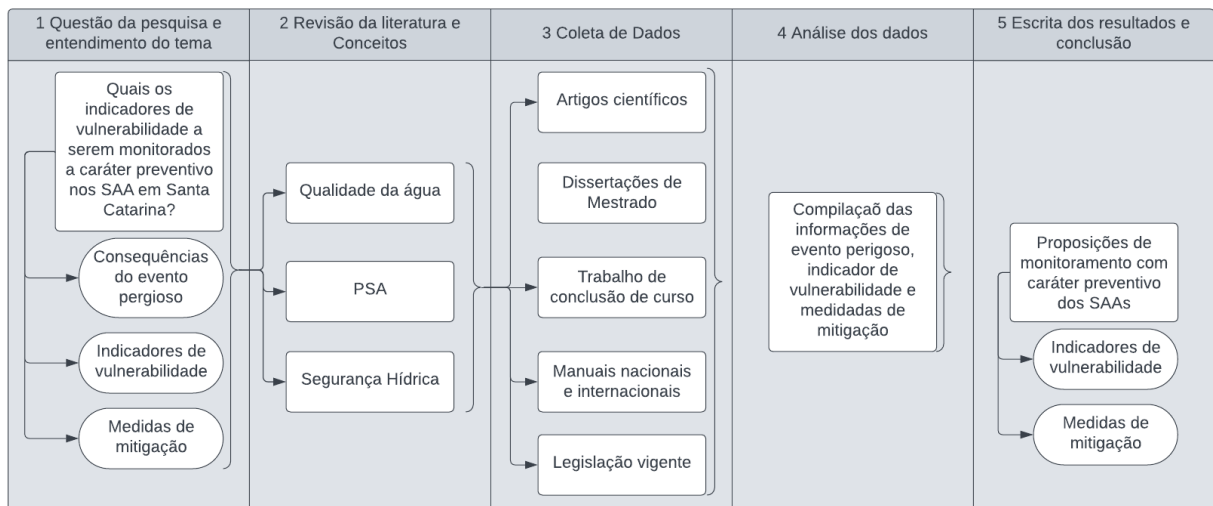 1 Questão da pesquisa e
entendimento do tema
2 Revisão da literatura e
Conceitos
3 Coleta de Dados
4 Análise dos dados
5 Escrita dos resultados e
conclusão
Quais os
indicadores de
vulnerabilidade a
serem monitorados
a caráter preventivo
nos SAA em Santa
Catarina?
Consequências
do evento
pergioso
Indicadores de
vulnerabilidade
Medidas de
mitigação
Qualidade da água
PSA
Segurança Hídrica
Artigos científicos
Dissertações de
Mestrado
Trabalho de
conclusão de curso
Manuais nacionais
e internacionais
Legislação vigente
Compilaçaõ das
informações de
evento perigoso,
indicador de
vulnerabilidade e
medidadas de
mitigação
Proposições de
monitoramento com
caráter preventivo
dos SAAs
Indicadores de
vulnerabilidade
Medidas de
mitigação